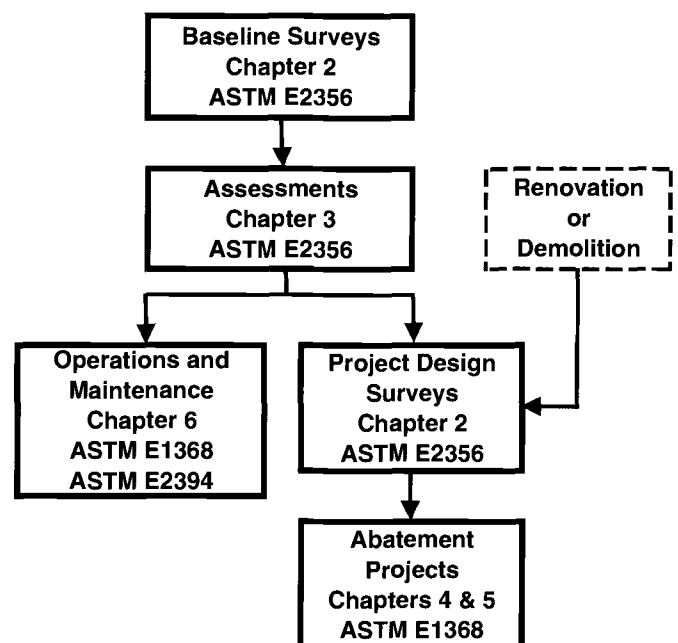 Baseline Surveys
Chapter 2
ASTM E2356
Assessments
Chapter 3
ASTM E2356
Renovation
or
Demolition
Operations and
Maintenance
Chapter 6
ASTM E1368
ASTM E2394
Project Design
Surveys
Chapter 2
ASTM E2356
Abatement
Projects
Chapters 4 & 5
ASTM E1368